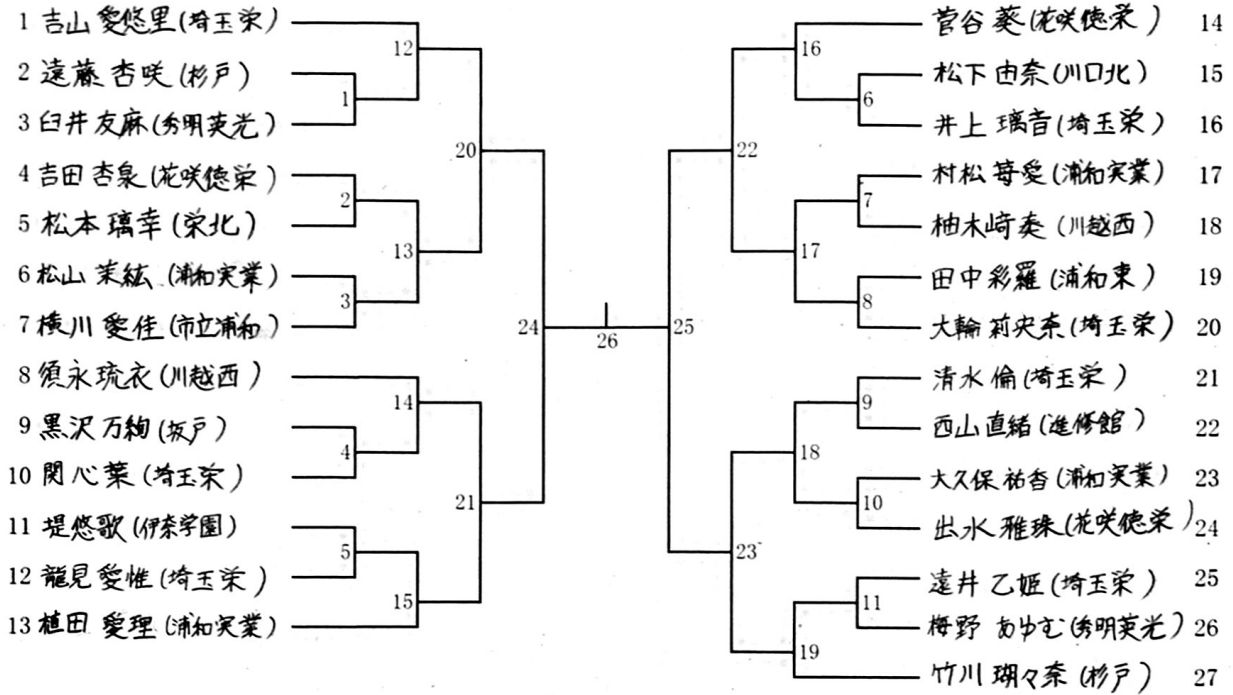 1 吉山 愛悠里(埼玉栄)
2 遠藤 杏咲(杉戸)
3 臼井 友麻(秀明英光)
4 吉田 杏泉(花咲徳栄)
5 松本 璃幸(栄北)
6 松山 茉紘(浦和実業)
7 横川 愛佳(市立浦和)
8 須永 琉衣(川越西)
9 黒沢 万絢(坂戸)
10 関 心葉(埼玉栄)
11 堤 悠歌(伊奈学園)
12 龍見 愛惟(埼玉栄)
13 植田 愛理(浦和実業)
12
1
2
13
3
20
14
4
5
15
21
24
26
25
22
16
6
7
17
8
9
18
10
23
11
19
菅谷 葵(花咲徳栄) 14
松下 由奈(川口北) 15
井上 璃音(埼玉栄) 16
村松 苺愛(浦和実業) 17
柚木崎 奏(川越西) 18
田中 彩羅(浦和東) 19
大輪 莉央奈(埼玉栄) 20
清水 倫(埼玉栄) 21
西山 直緒(進修館) 22
大久保 祐香(浦和実業) 23
出水 雅珠(花咲徳栄) 24
遠井 乙姫(埼玉栄) 25
梅野 あゆむ(秀明英光) 26
竹川 瑚々奈(杉戸) 27